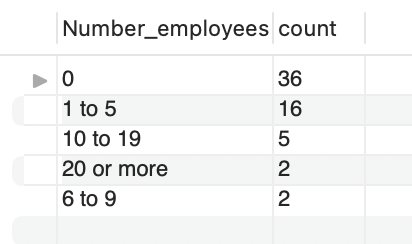 Number_employees count
0 36
1 to 5 16
10 to 19 5
20 or more 2
6 to 9 2